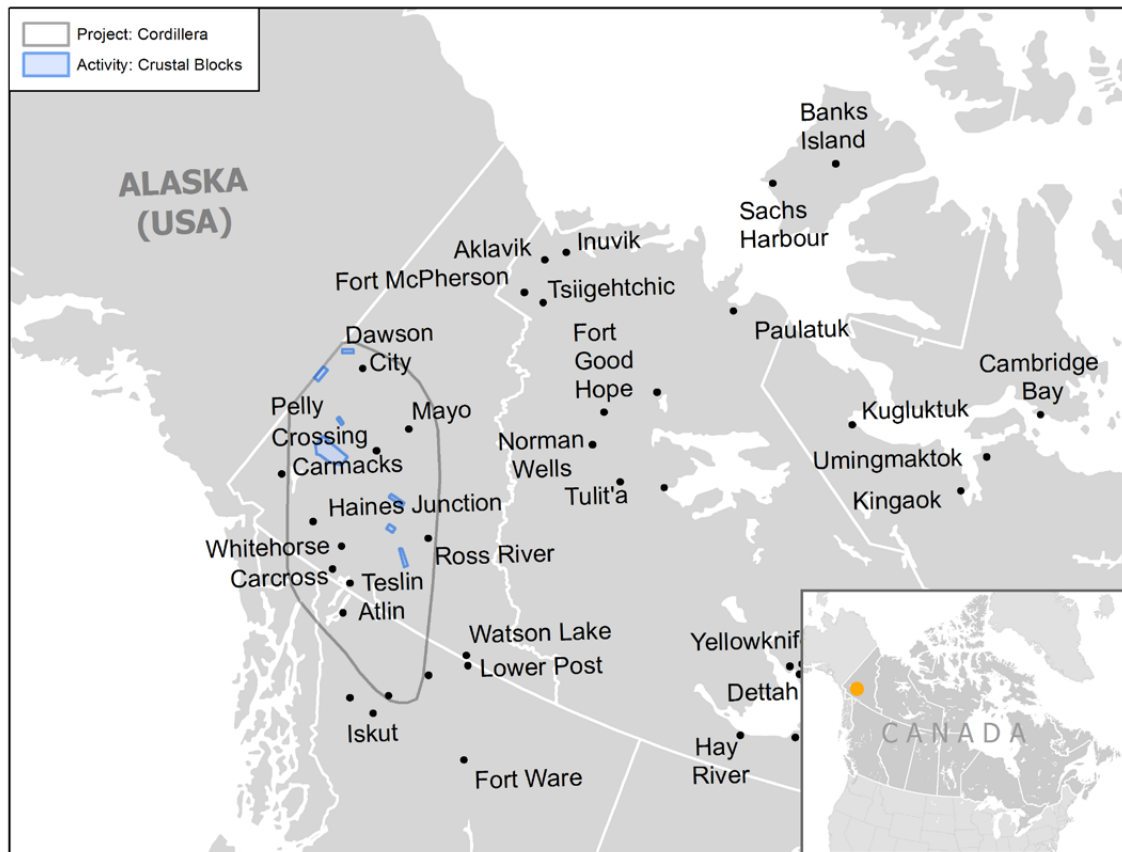 Project: Cordillera
Activity: Crustal Blocks
ALASKA
(USA)
Banks
Island
Sachs
Harbour
Aklavik
Inuvik
Fort McPherson
Tsiigehtchic
Paulatuk
Dawson
City
Fort
Good
Hope
Cambridge
Bay
Pelly
Crossing
Mayo
Kugluktuk
Carmacks
Norman
Wells
Umingmaktok
Tulit'a
Kingaok
Haines Junction
Whitehorse
Ross River
Carcross
Teslin
Atlin
Watson Lake
Lower Post
Yellowknife
Dettah
Iskut
Hay
River
Fort Ware
CANADA